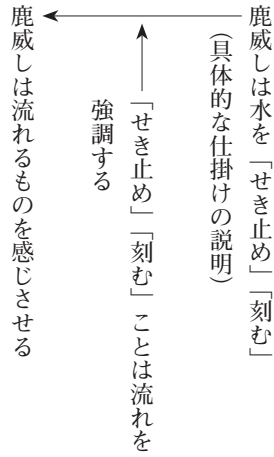 鹿威しは水を「せき止め」「刻む」
（具体的な仕掛けの説明）
「せき止め」「刻む」ことは流れを
強調する
鹿威しは流れるものを感じさせる